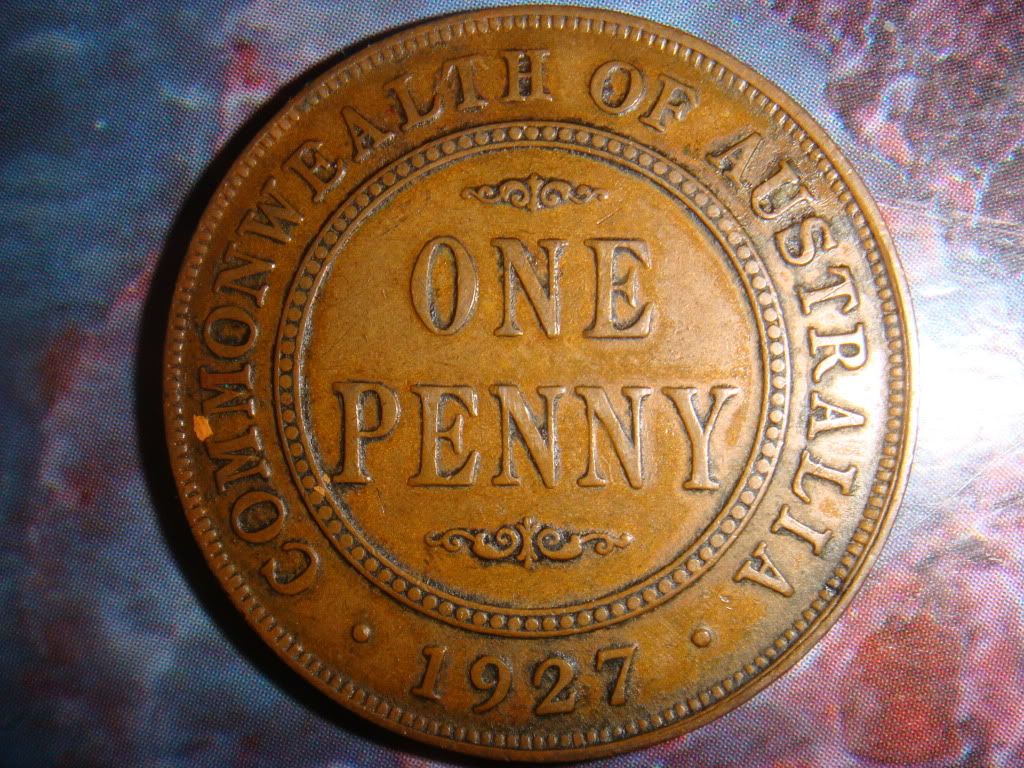 COMMONWEALTH OF AUSTRALIA
ONE
PENNY
· 1927 ·